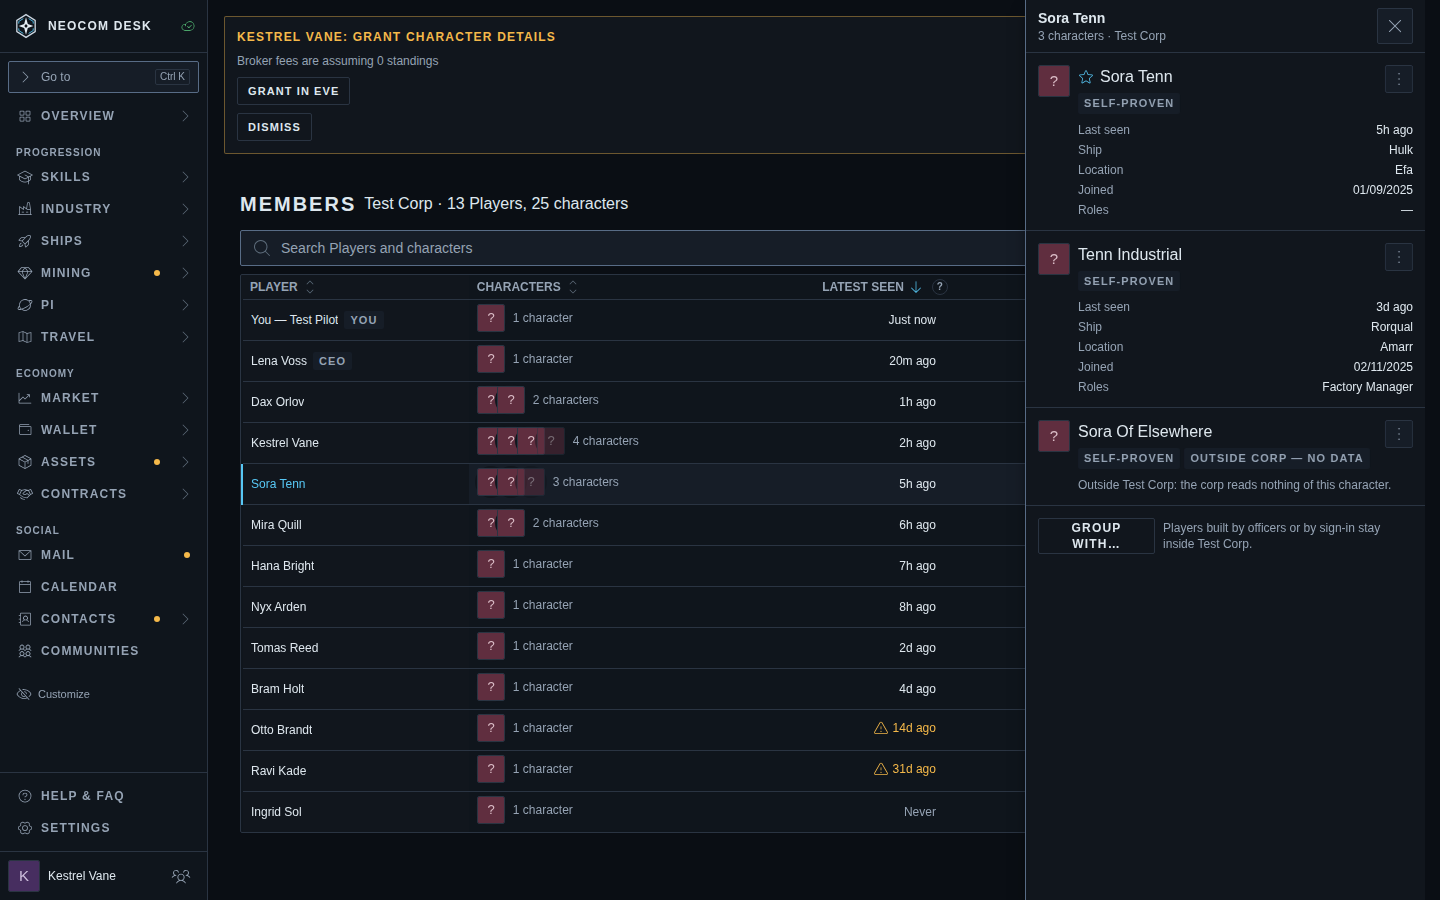 NEOCOM DESK
Go to
Ctrl K
OVERVIEW
PROGRESSION
SKILLS
INDUSTRY
SHIPS
MINING
PI
TRAVEL
ECONOMY
MARKET
WALLET
ASSETS
CONTRACTS
SOCIAL
MAIL
CALENDAR
CONTACTS
COMMUNITIES
Customize
HELP & FAQ
SETTINGS
K
Kestrel Vane
KESTREL VANE: GRANT CHARACTER DETAILS
Broker fees are assuming 0 standings
GRANT IN EVE
DISMISS
MEMBERS Test Corp · 13 Players, 25 characters
Search Players and characters
PLAYER CHARACTERS LATEST SEEN ?
You — Test Pilot YOU ? 1 character Just now
Lena Voss CEO ? 1 character 20m ago
Dax Orlov ? ? 2 characters 1h ago
Kestrel Vane ? ? ? ? 4 characters 2h ago
Sora Tenn ? ? ? 3 characters 5h ago
Mira Quill ? ? 2 characters 6h ago
Hana Bright ? 1 character 7h ago
Nyx Arden ? 1 character 8h ago
Tomas Reed ? 1 character 2d ago
Bram Holt ? 1 character 4d ago
Otto Brandt ? 1 character 14d ago
Ravi Kade ? 1 character 31d ago
Ingrid Sol ? 1 character Never
Sora Tenn
3 characters · Test Corp
? Sora Tenn
SELF-PROVEN
Last seen 5h ago
Ship Hulk
Location Efa
Joined 01/09/2025
Roles —
? Tenn Industrial
SELF-PROVEN
Last seen 3d ago
Ship Rorqual
Location Amarr
Joined 02/11/2025
Roles Factory Manager
? Sora Of Elsewhere
SELF-PROVEN OUTSIDE CORP — NO DATA
Outside Test Corp: the corp reads nothing of this character.
GROUP
WITH…
Players built by officers or by sign-in stay
inside Test Corp.